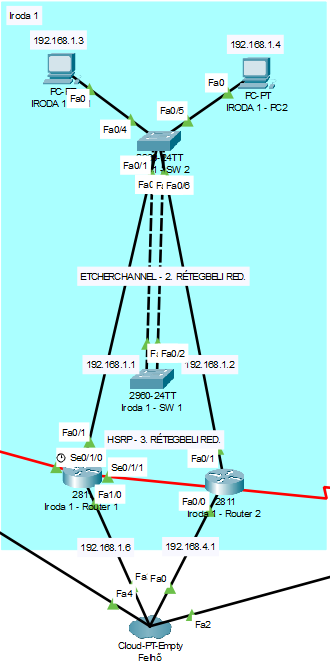 Iroda 1
192.168.1.3
192.168.1.4
PC-PT
IRODA 1 - PC2
IRODA 1
Fa0
Fa0
Fa0/4
Fa0/5
24TT
SW 2
Fa0/1
Fa0/6
ETCHERCHANNEL - 2. RÉTEGBELI RED.
Fa0/2
192.168.1.1
192.168.1.2
2960-24TT
Iroda 1 - SW 1
Fa0/1
HSRP - 3. RÉTEGBELI RED.
Fa0/1
Se0/1/0
Se0/1/1
Fa1/0
Iroda 1 - Router 1
Fa0/0
2811
Iroda 1 - Router 2
192.168.1.6
192.168.4.1
Fa0
Fa4
Fa2
Cloud-PT-Empty
Felhő